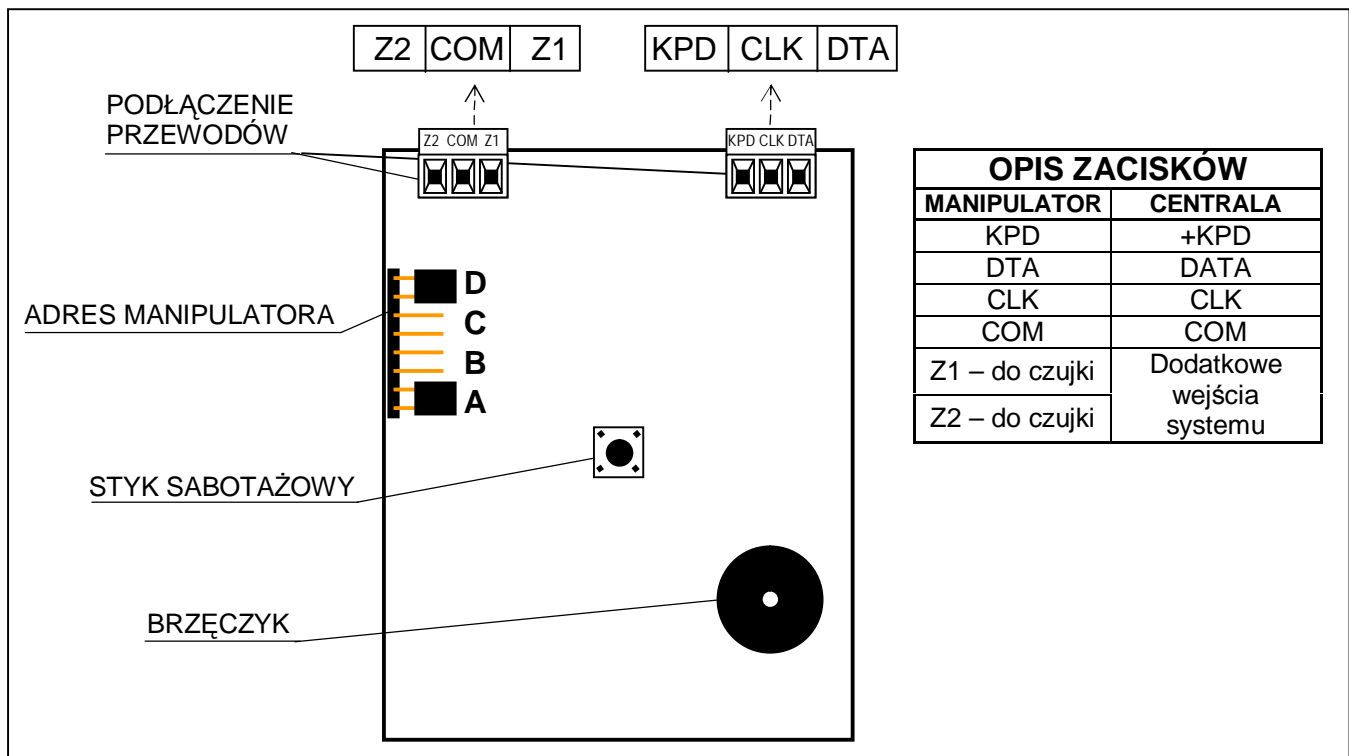 Z2 COM Z1
KPD CLK DTA
PODŁĄCZENIE
PRZEWODÓW
Z2 COM Z1
KPD CLK DTA
D
C
B
A
ADRES MANIPULATORA
STYK SABOTAŻOWY
BRZĘCZYK
OPIS ZACISKÓW
MANIPULATOR CENTRALA
KPD +KPD
DTA DATA
CLK CLK
COM COM
Z1 – do czujki
Z2 – do czujki
Dodatkowe
wejścia
systemu